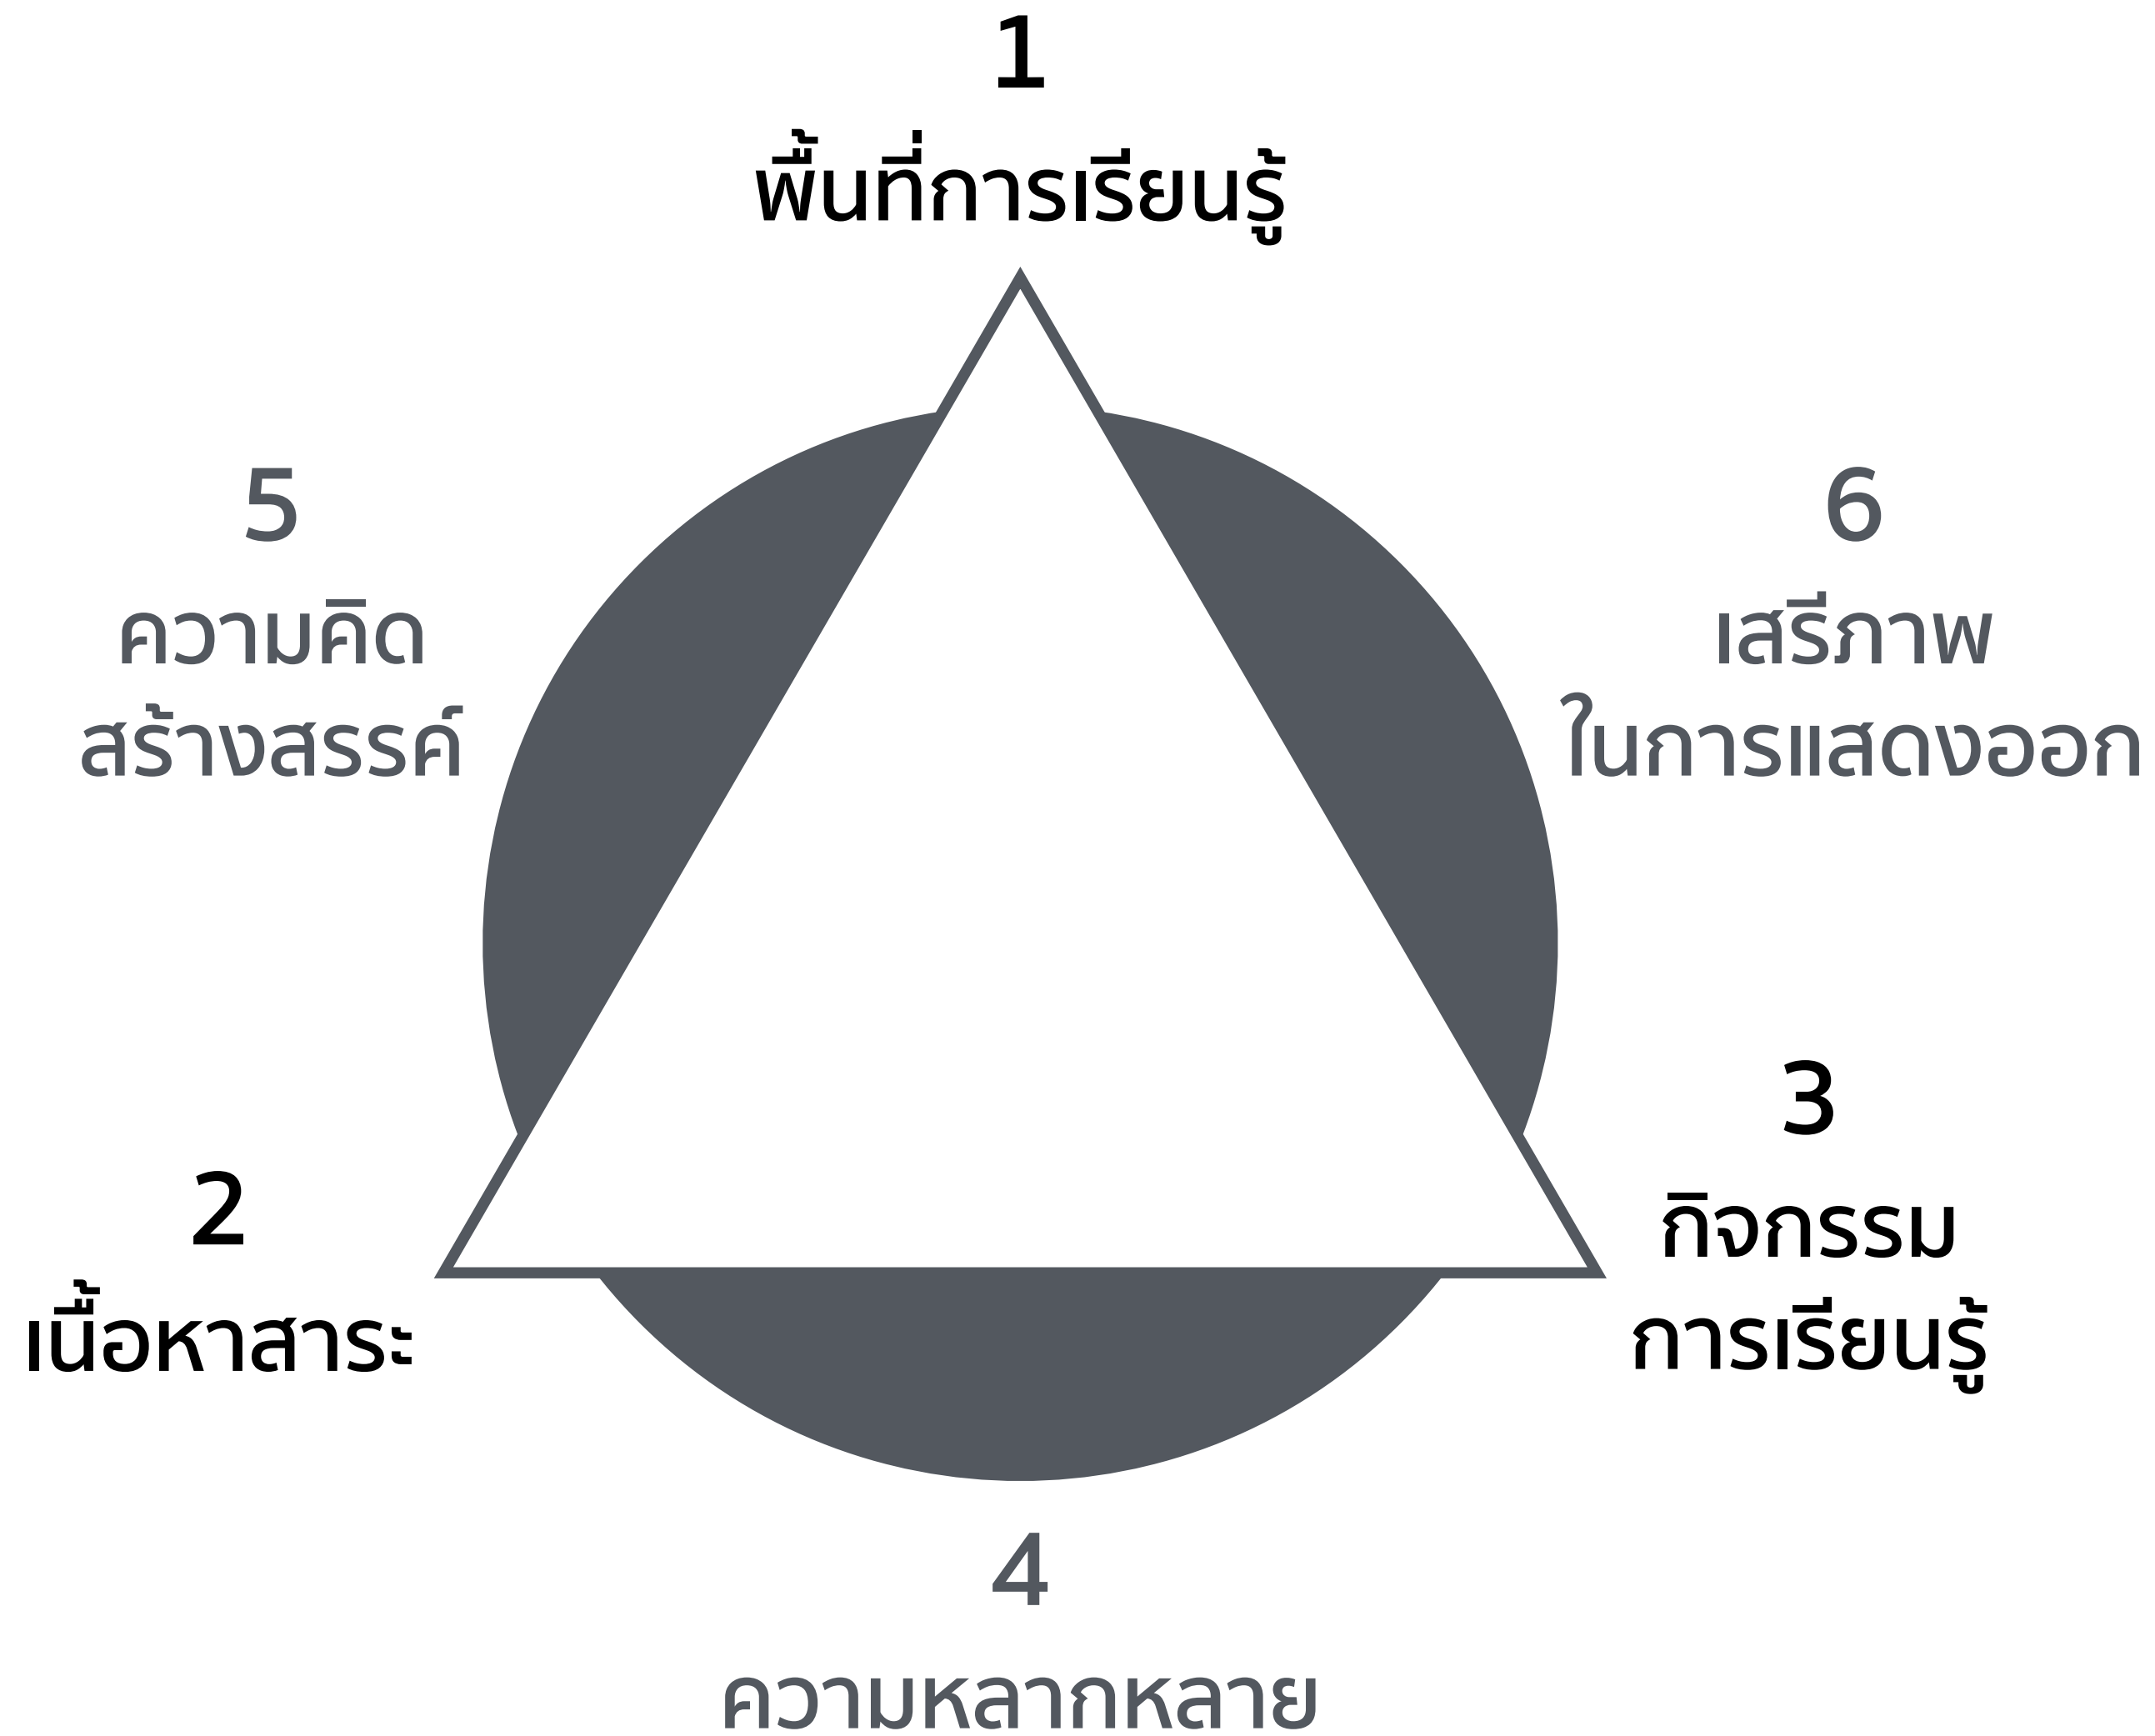 1
พื้นที่การเรียนรู้
5
ความคิด
สร้างสรรค์
6
เสรีภาพ
ในการแสดงออก
2
เนื้อหาสาระ
3
กิจกรรม
การเรียนรู้
4
ความหลากหลาย